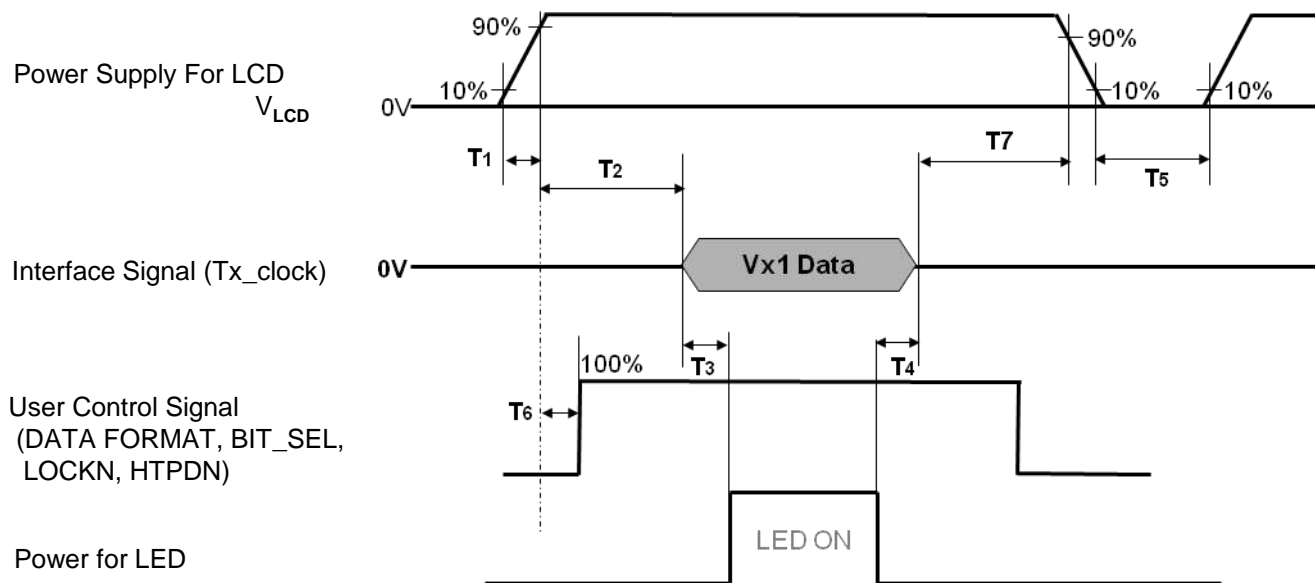 90%
90%
Power Supply For LCD
VLCD
10%
10%
10%
0V
T1
T2
T7
T5
Interface Signal (Tx_clock)
0V
Vx1 Data
100%
T3
T4
User Control Signal
(DATA FORMAT, BIT_SEL,
LOCKN, HTPDN)
T6
LED ON
Power for LED